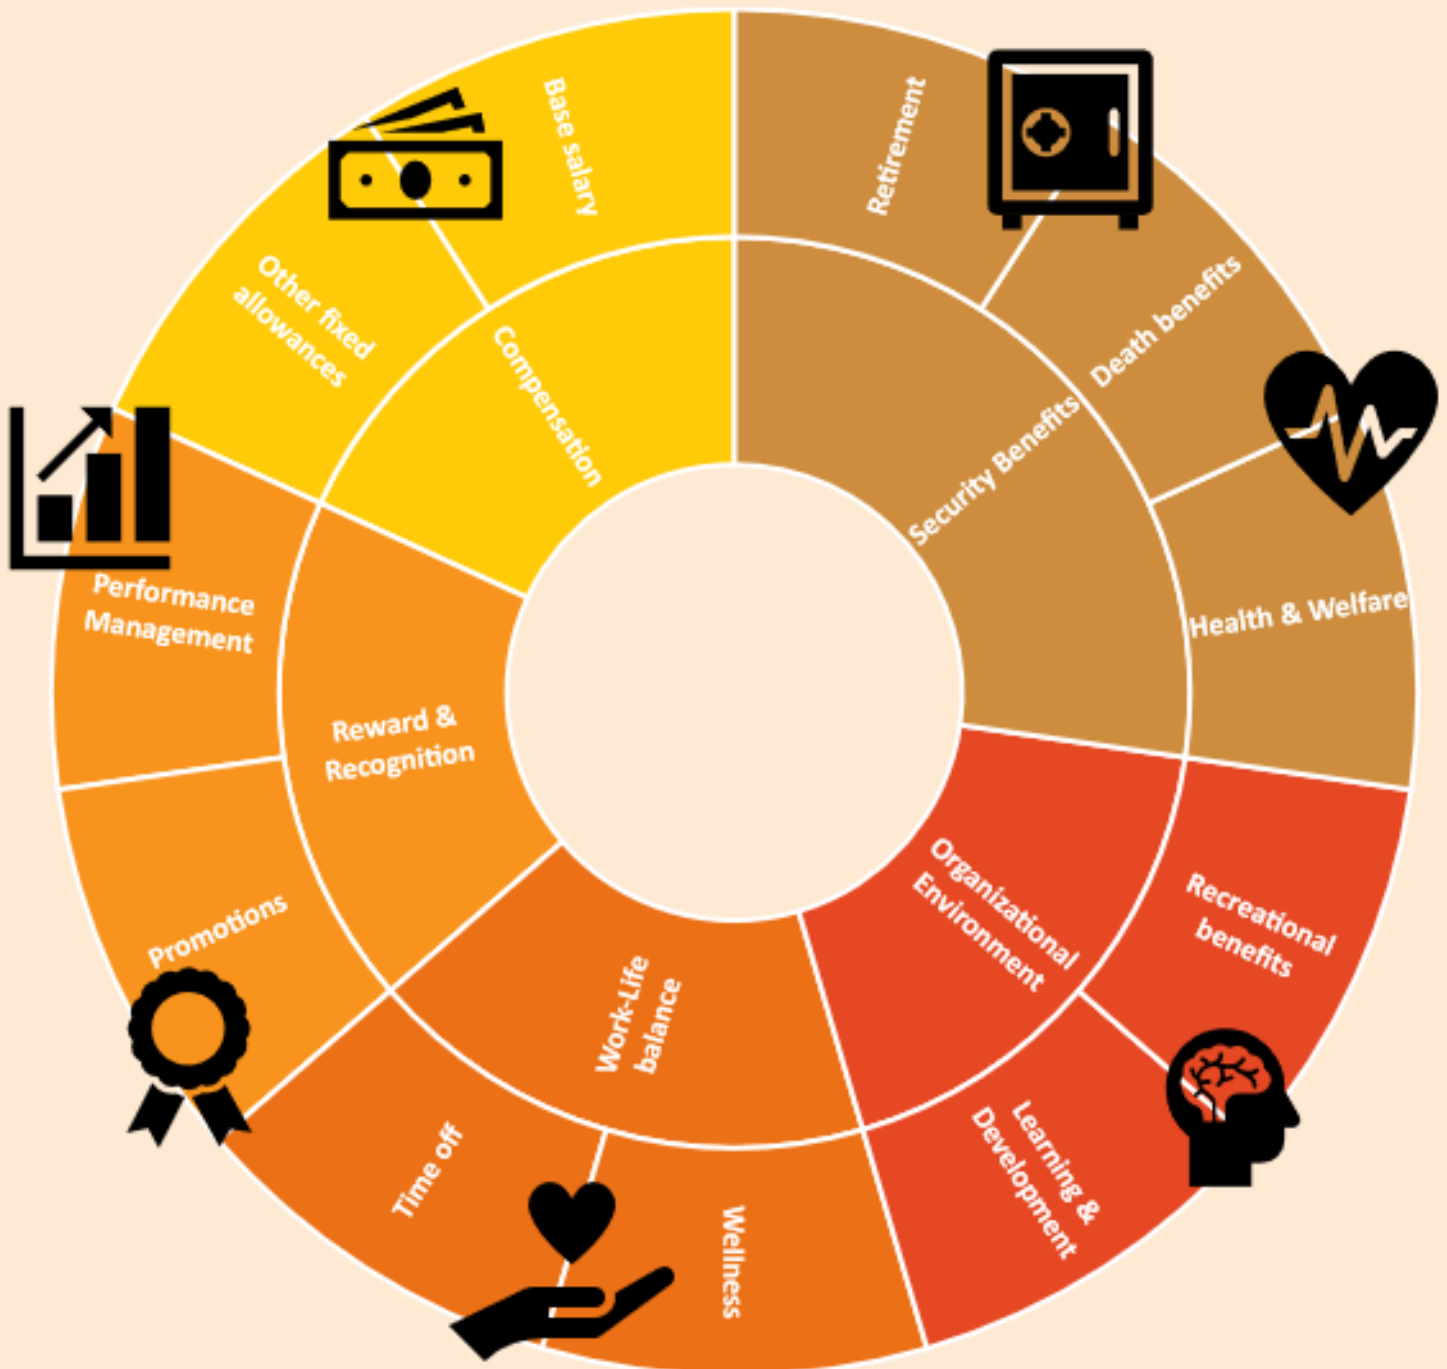 Base salary
Retirement
Other fixed
allowances
Death benefits
Compensation
Security Benefits
Performance
Management
Health & Welfare
Reward &
Recognition
Organizational
Environment
Recreational
benefits
Promotions
Work-Life
balance
Time off
Wellness
Learning &
Development